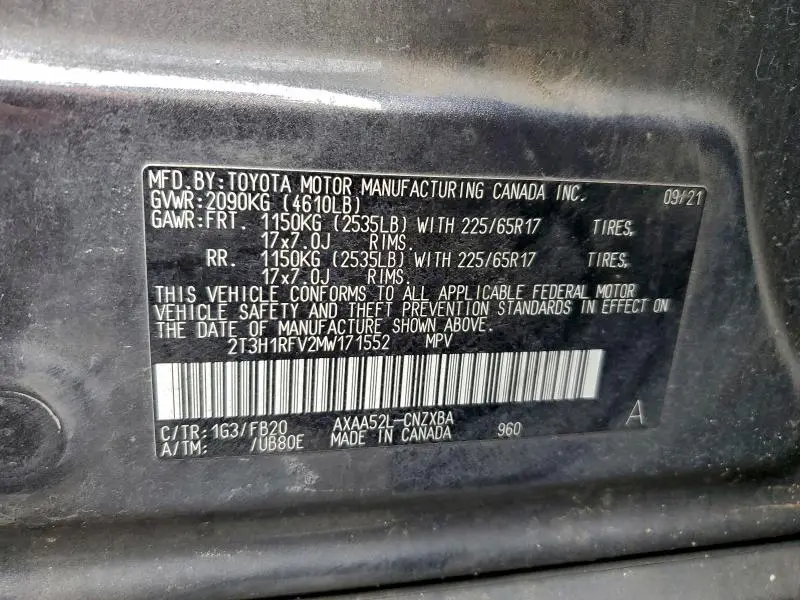 MFD.BY:TOYOTA MOTOR MANUFACTURING CANADA INC. 09/21
GVWR:2090KG (4610LB)
GAWR:FRT. 1150KG (2535LB) WITH 225/65R17 TIRES,
17x7.0J RIMS.
RR. 1150KG (2535LB) WITH 225/65R17 TIRES,
17x7.0J RIMS.
THIS VEHICLE CONFORMS TO ALL APPLICABLE FEDERAL MOTOR
VEHICLE SAFETY AND THEFT PREVENTION STANDARDS IN EFFECT ON
THE DATE OF MANUFACTURE SHOWN ABOVE.
2T3H1RFV2MW171552 MPV
C/TR:1G3/FB20 AXAA52L-CNZXBA A
A/TM: /UB80E MADE IN CANADA 960